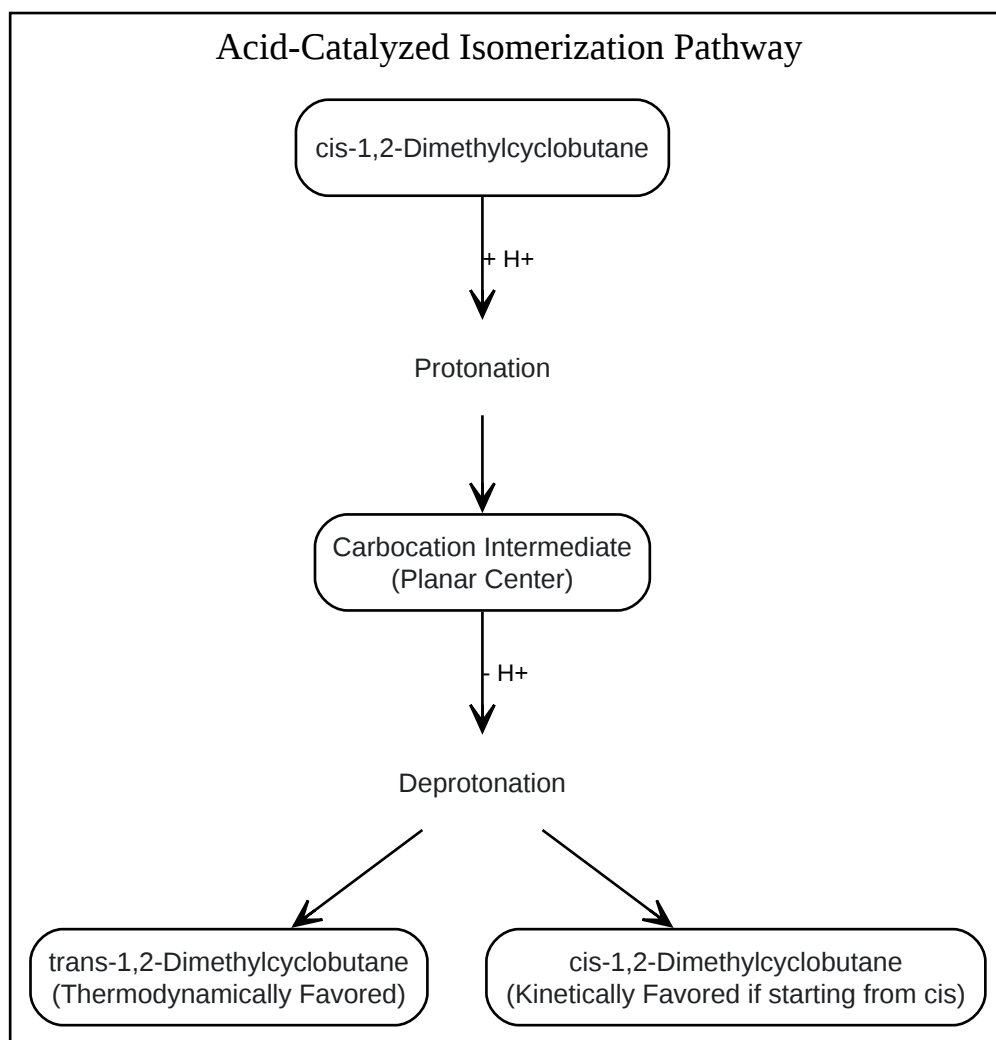 Acid-Catalyzed Isomerization Pathway
cis-1,2-Dimethylcyclobutane
+ H+
Protonation
Carbocation Intermediate
(Planar Center)
- H+
Deprotonation
trans-1,2-Dimethylcyclobutane
(Thermodynamically Favored)
cis-1,2-Dimethylcyclobutane
(Kinetically Favored if starting from cis)